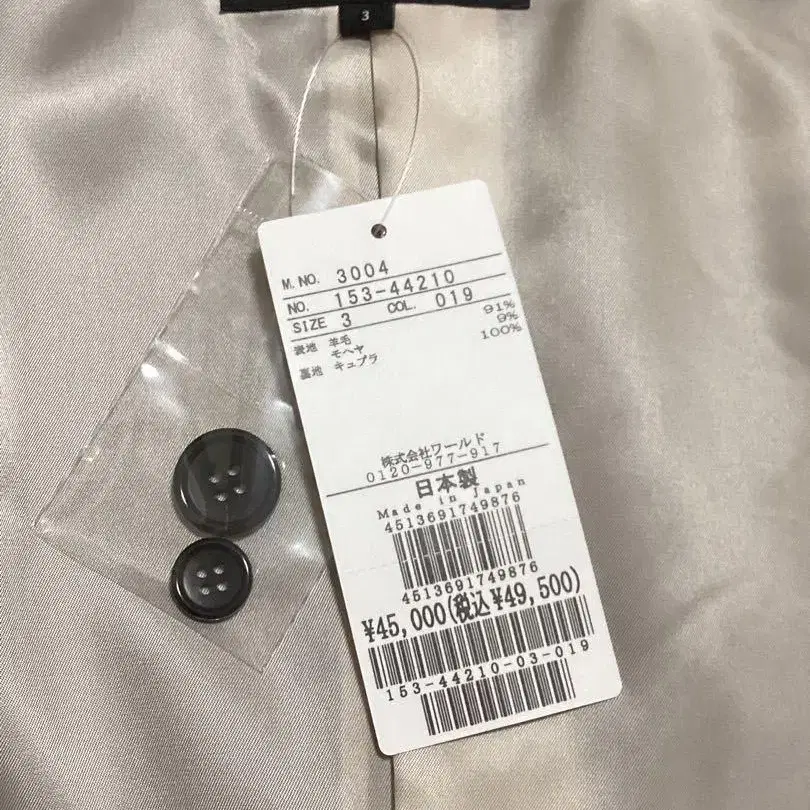 3
M.NO. 3004
NO. 153-44210
SIZE 3 COL. 019
表地 羊毛 91%
モヘヤ 9%
裏地 キュプラ 100%
株式会社ワールド
0120-977-917
日本製
Made in Japan
4513691749876
4513691749876
¥45,000(税込¥49,500)
153-44210-03-019